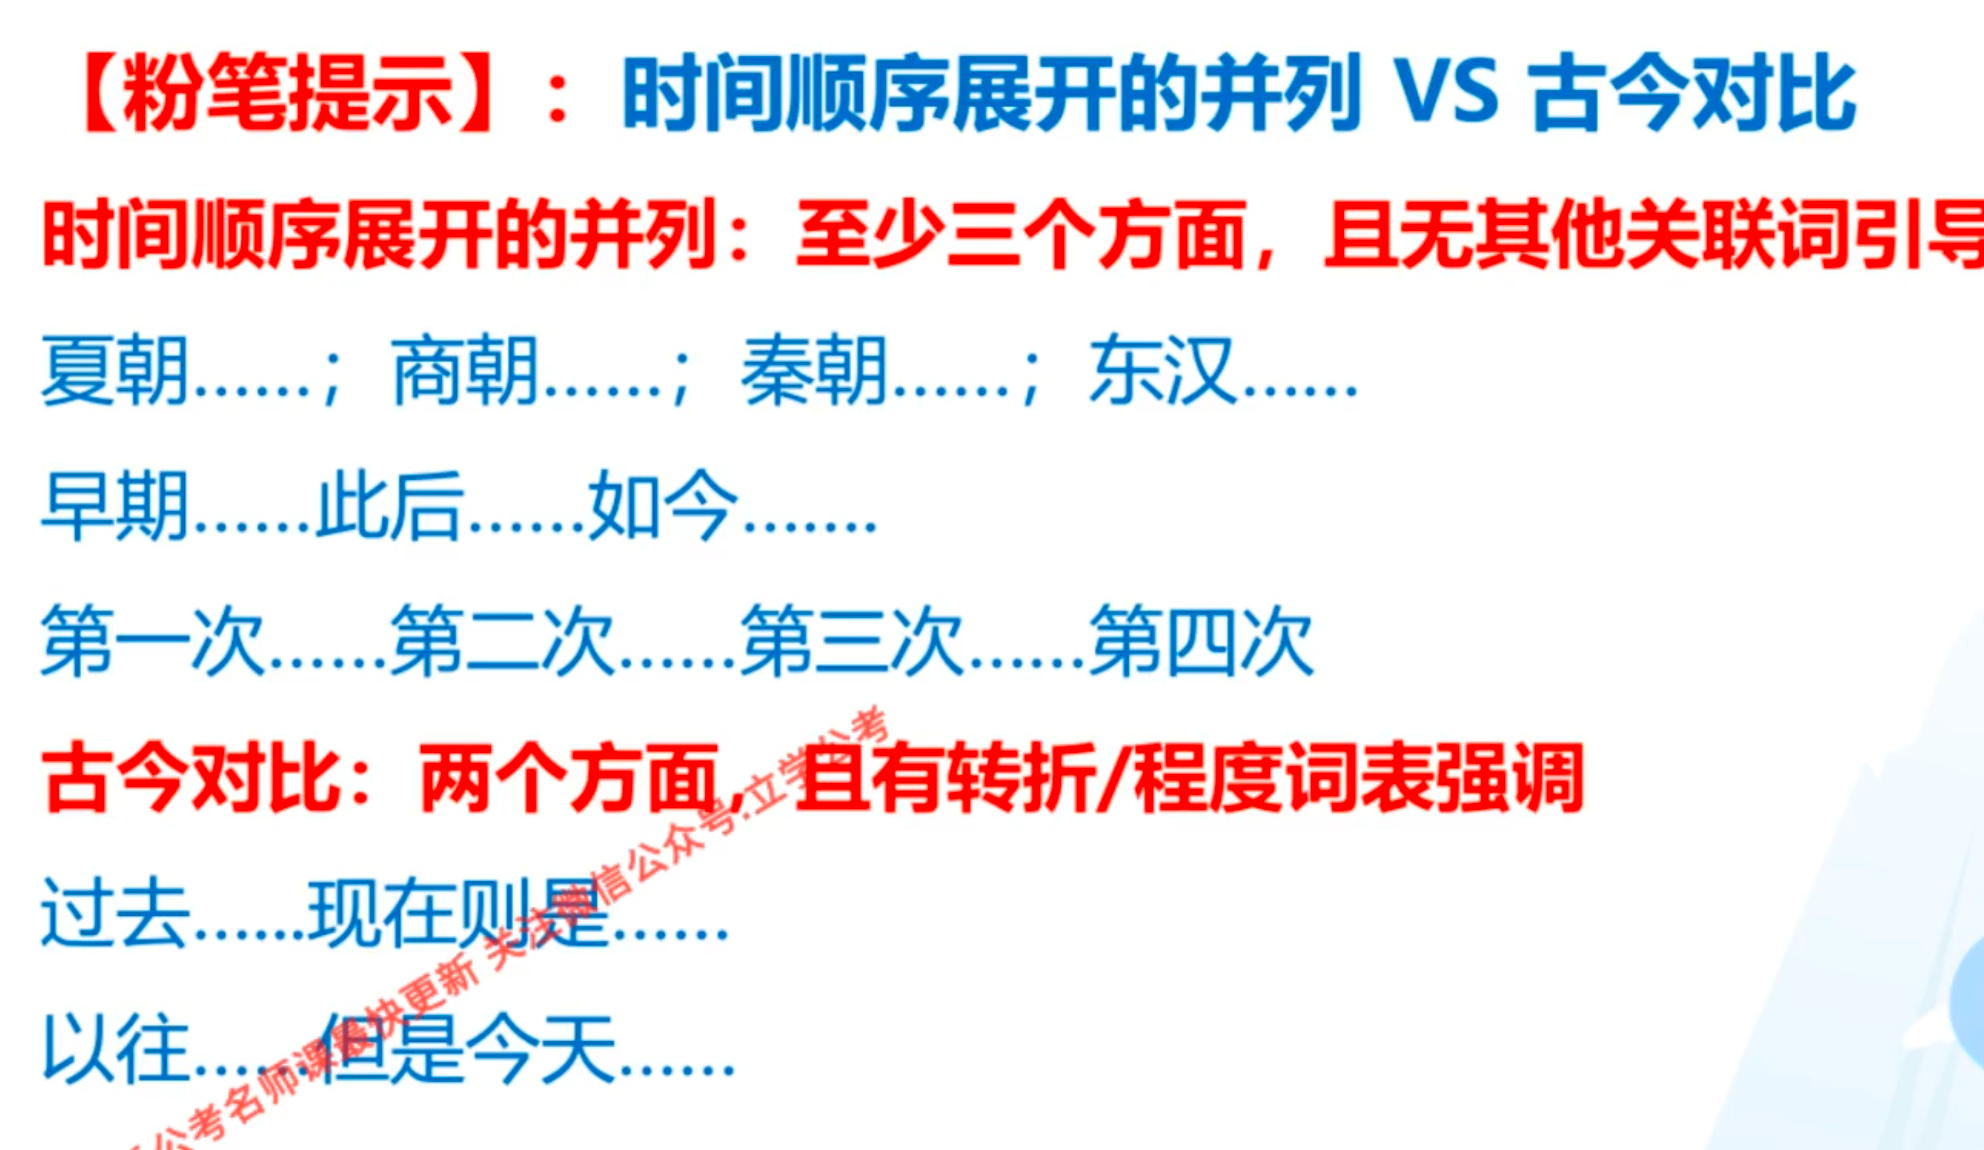 【粉笔提示】：时间顺序展开的并列 VS 古今对比
时间顺序展开的并列：至少三个方面，且无其他关联词引导
夏朝……；商朝……；秦朝……；东汉……
早期……此后……如今…….
第一次……第二次……第三次……第四次
古今对比：两个方面，且有转折/程度词表强调
过去……现在则是……
以往……但是今天……
公考名师课最快更新 关注微信公众号:立学公考